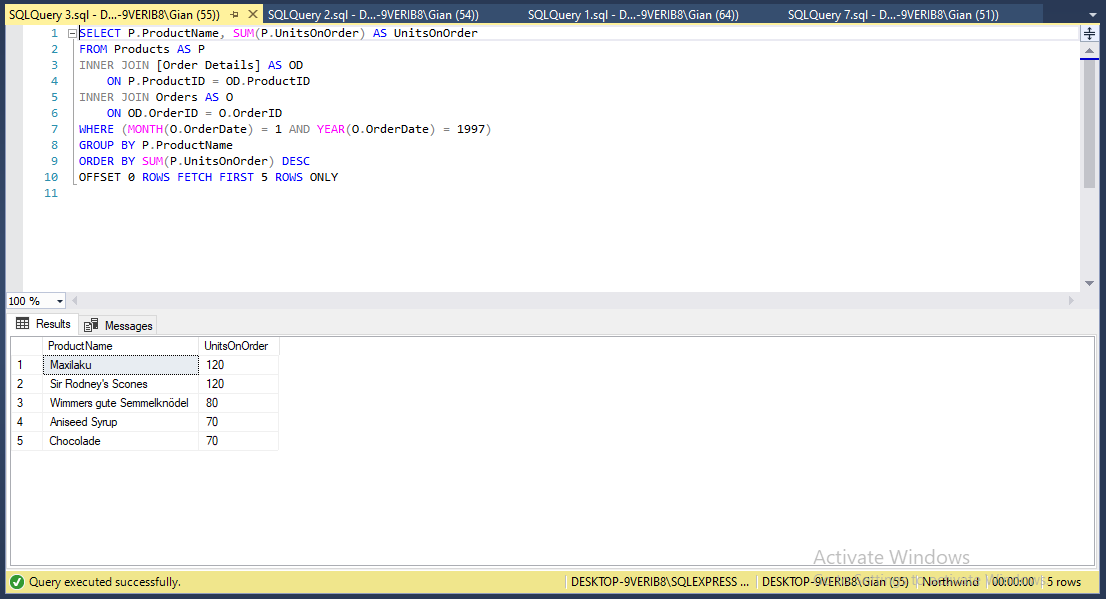 SQLQuery 3.sql - D...-9VERIB8\Gian (55)) SQLQuery 2.sql - D...-9VERIB8\Gian (54)) SQLQuery 1.sql - D...-9VERIB8\Gian (64)) SQLQuery 7.sql - D...-9VERIB8\Gian (51))
1 SELECT P.ProductName, SUM(P.UnitsOnOrder) AS UnitsOnOrder
2 FROM Products AS P
3 INNER JOIN [Order Details] AS OD
4 ON P.ProductID = OD.ProductID
5 INNER JOIN Orders AS O
6 ON OD.OrderID = O.OrderID
7 WHERE (MONTH(O.OrderDate) = 1 AND YEAR(O.OrderDate) = 1997)
8 GROUP BY P.ProductName
9 ORDER BY SUM(P.UnitsOnOrder) DESC
10 OFFSET 0 ROWS FETCH FIRST 5 ROWS ONLY
11
100 %
Results Messages
ProductName UnitsOnOrder
1 Maxilaku 120
2 Sir Rodney's Scones 120
3 Wimmers gute Semmelknödel 80
4 Aniseed Syrup 70
5 Chocolade 70
Activate Windows
Query executed successfully. DESKTOP-9VERIB8\SQLEXPRESS ... DESKTOP-9VERIB8\Gian (55) Northwind 00:00:00 5 rows